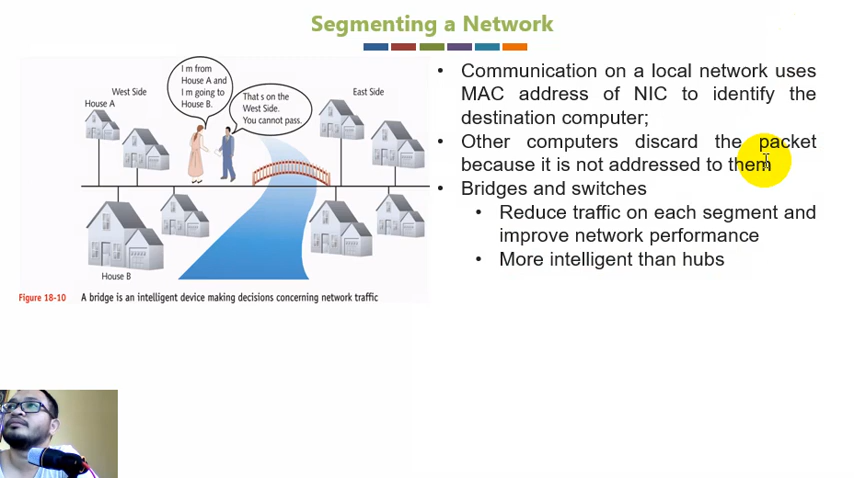 Segmenting a Network
I m from
House A and
I m going to
House B.
That s on the
West Side.
You cannot pass.
West Side
East Side
House A
House B
Figure 18-10 A bridge is an intelligent device making decisions concerning network traffic
• Communication on a local network uses
MAC address of NIC to identify the
destination computer;
• Other computers discard the packet
because it is not addressed to them
• Bridges and switches
• Reduce traffic on each segment and
improve network performance
• More intelligent than hubs